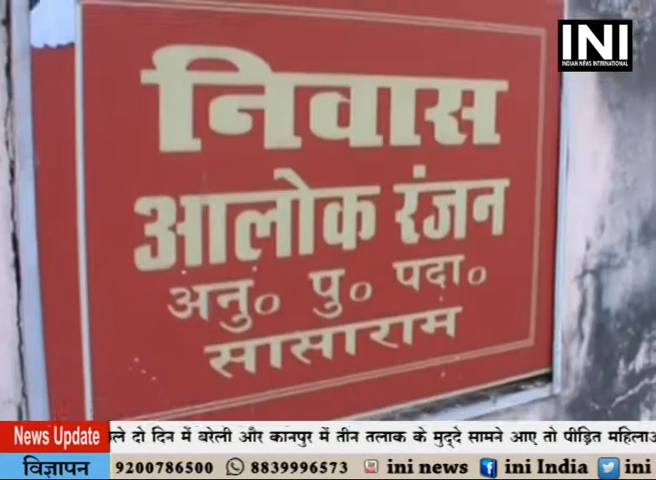 INI
INDIAN NEWS INTERNATIONAL
निवास
आलोक रंजन
अनु० पु० पदा०
सासाराम
News Update
दो दिन में बरेली और कानपुर में तीन तलाक के मुद्दे सामने आए तो पीड़ित
विज्ञापन 9200786500 8839996573 ini news ini India ini